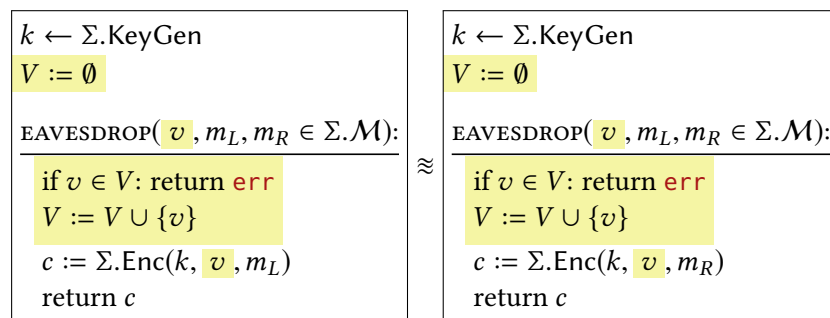 k ← Σ.KeyGen
V := ∅
EAVESDROP( v , m_L, m_R ∈ Σ.ℳ):
if v ∈ V: return err
V := V ∪ {v}
c := Σ.Enc(k, v , m_L)
return c
≋
k ← Σ.KeyGen
V := ∅
EAVESDROP( v , m_L, m_R ∈ Σ.ℳ):
if v ∈ V: return err
V := V ∪ {v}
c := Σ.Enc(k, v , m_R)
return c